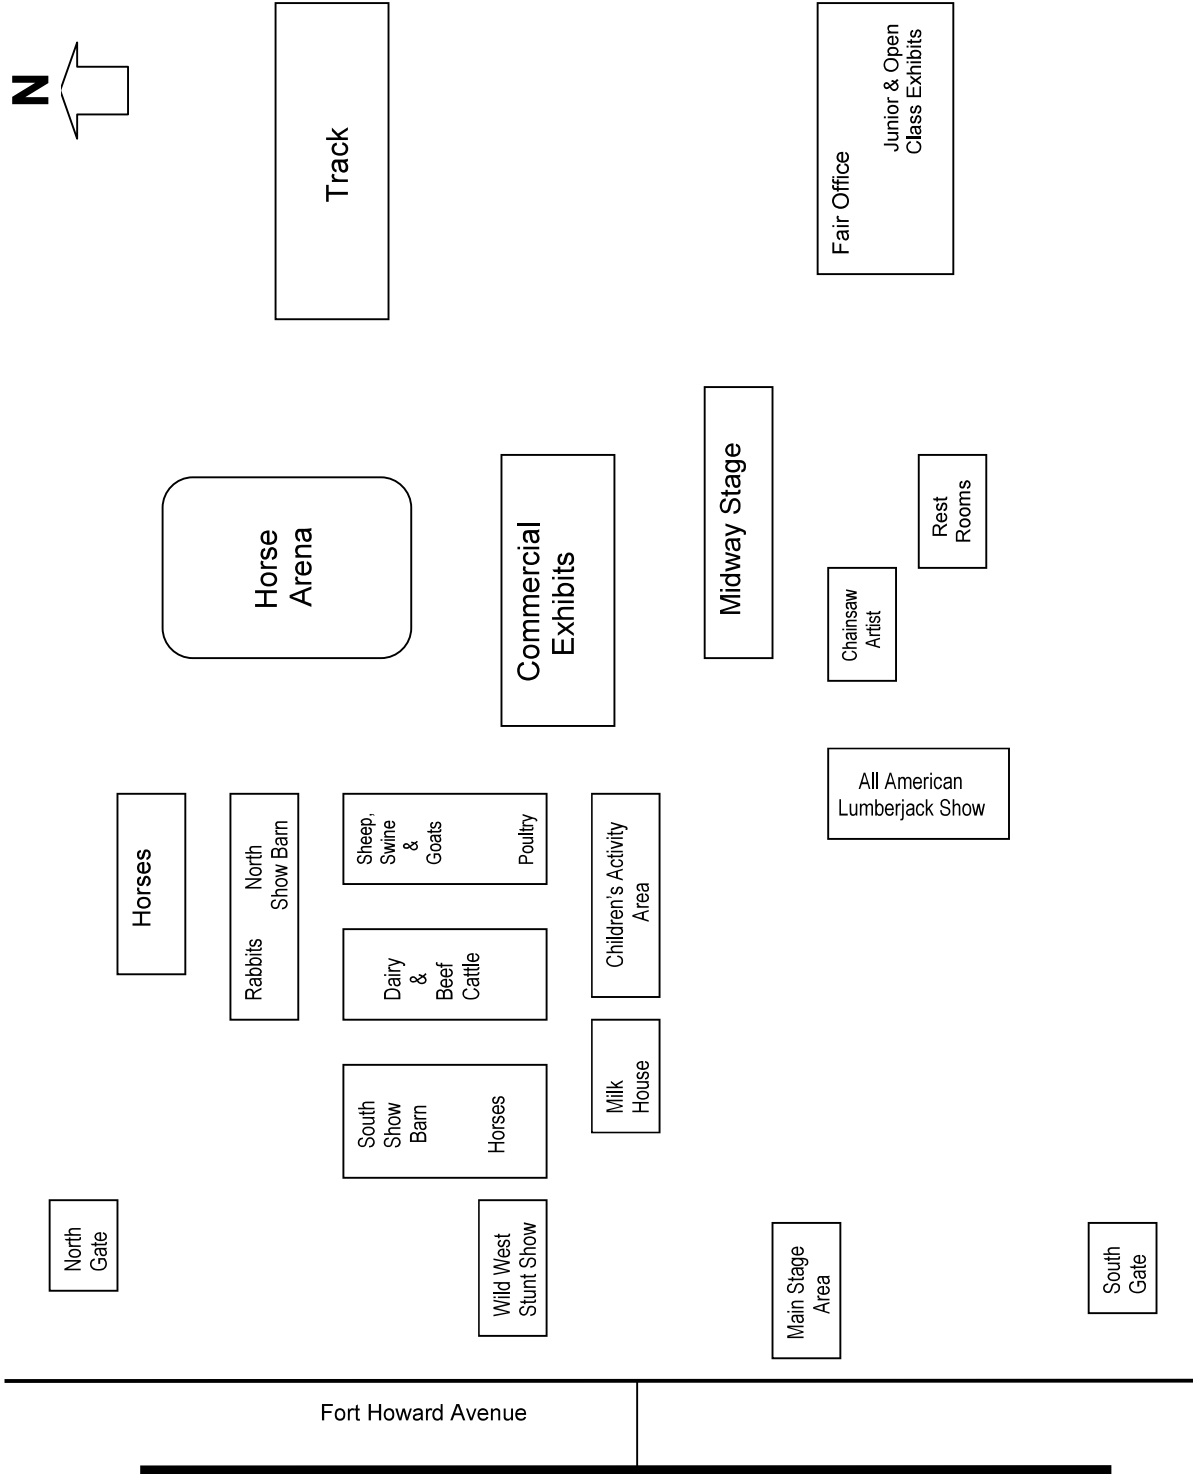 N
Track
Fair Office
Junior & Open
Class Exhibits
Horse
Arena
Commercial
Exhibits
Midway Stage
Rest
Rooms
Chainsaw
Artist
All American
Lumberjack Show
Horses
Rabbits
North
Show Barn
Sheep,
Swine
&
Goats
Poultry
Children's Activity
Area
Dairy
&
Beef
Cattle
Milk
House
South
Show
Barn
Horses
North
Gate
Wild West
Stunt Show
Main Stage
Area
South
Gate
Fort Howard Avenue